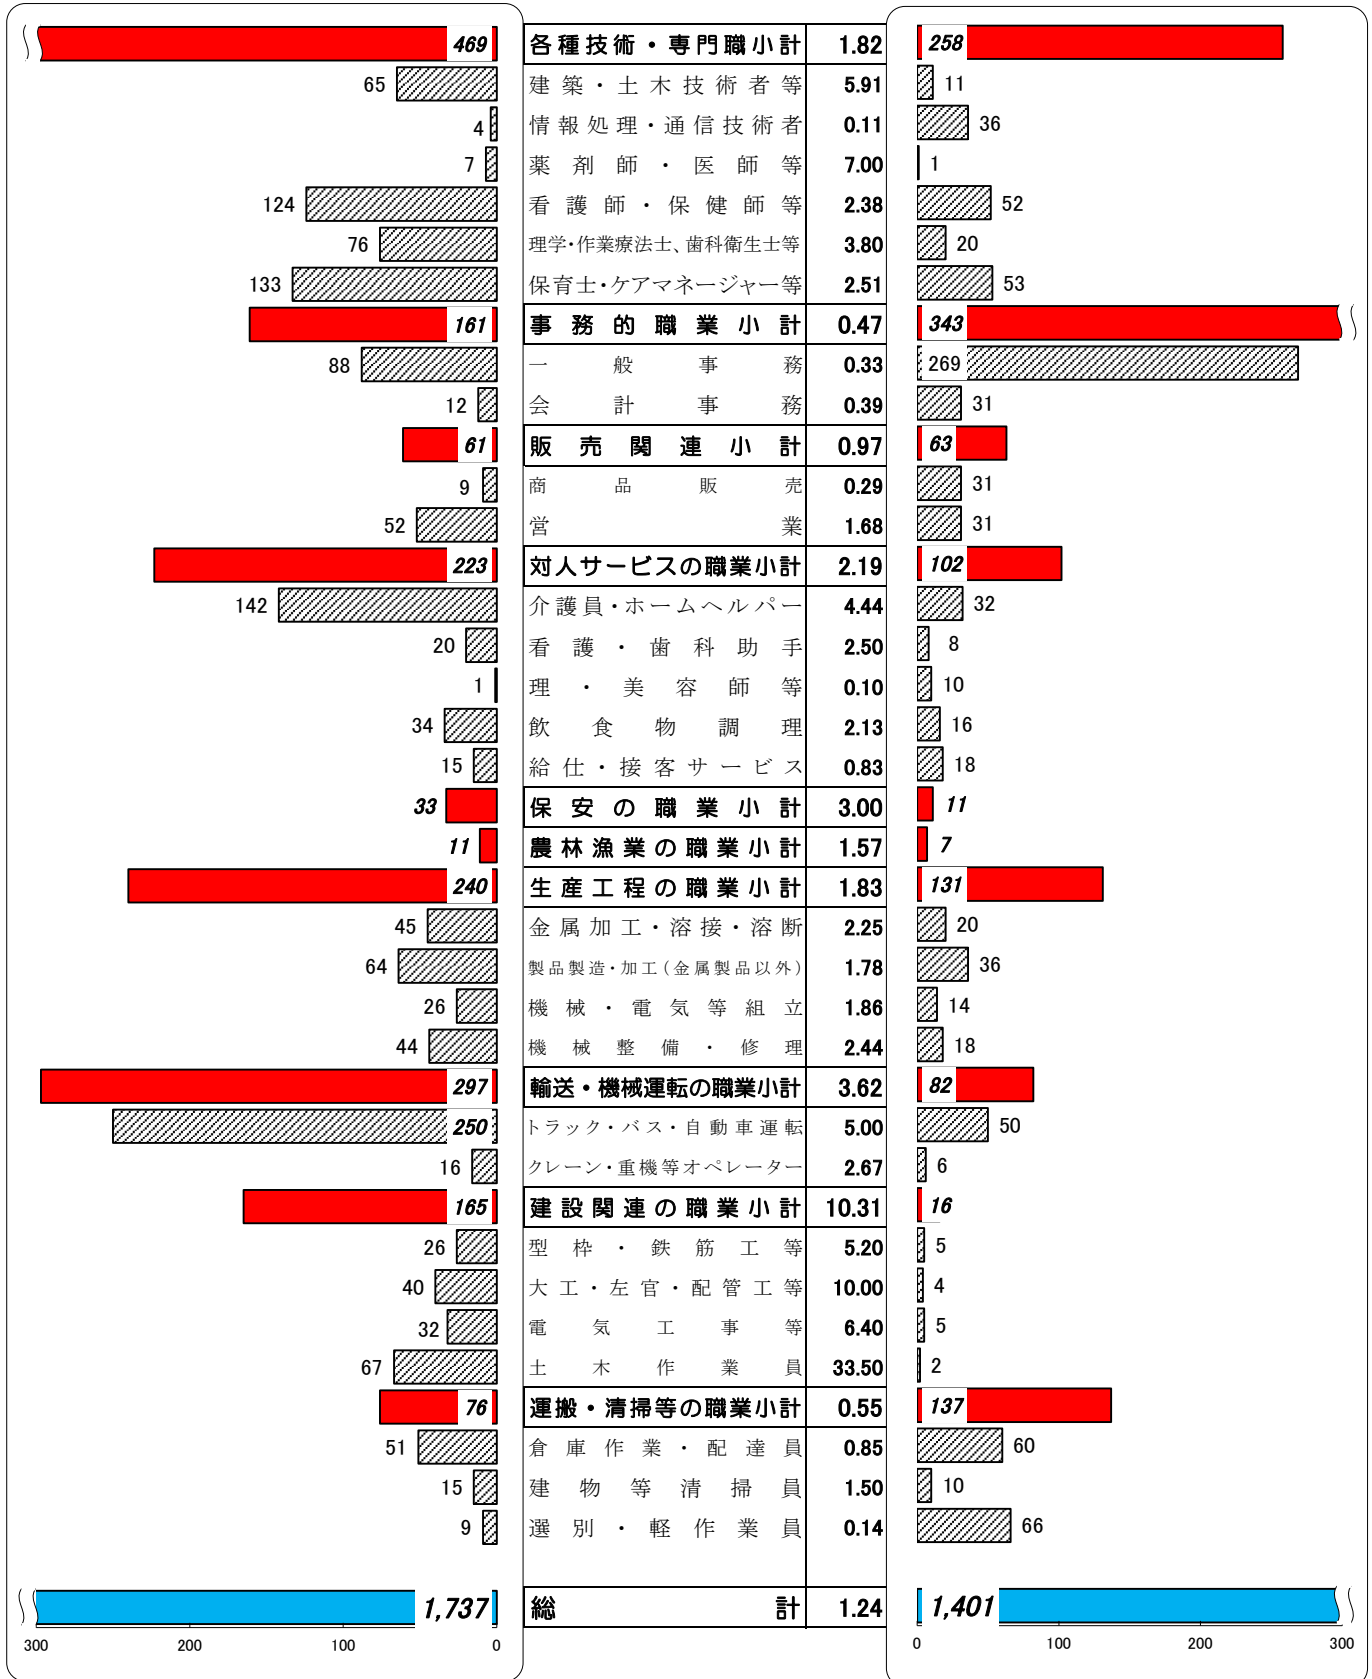 469 各種技術・専門職小計 1.82 258
65 建築・土木技術者等 5.91 11
4 情報処理・通信技術者 0.11 36
7 薬剤師・医師等 7.00 1
124 看護師・保健師等 2.38 52
76 理学・作業療法士、歯科衛生士等 3.80 20
133 保育士・ケアマネージャー等 2.51 53
161 事務的職業小計 0.47 343
88 一般事務 0.33 269
12 会計事務 0.39 31
61 販売関連小計 0.97 63
9 商品販売 0.29 31
52 営業 1.68 31
223 対人サービスの職業小計 2.19 102
142 介護員・ホームヘルパー 4.44 32
20 看護・歯科助手 2.50 8
1 理・美容師等 0.10 10
34 飲食物調理 2.13 16
15 給仕・接客サービス 0.83 18
33 保安の職業小計 3.00 11
11 農林漁業の職業小計 1.57 7
240 生産工程の職業小計 1.83 131
45 金属加工・溶接・溶断 2.25 20
64 製品製造・加工(金属製品以外) 1.78 36
26 機械・電気等組立 1.86 14
44 機械整備・修理 2.44 18
297 輸送・機械運転の職業小計 3.62 82
250 トラック・バス・自動車運転 5.00 50
16 クレーン・重機等オペレーター 2.67 6
165 建設関連の職業小計 10.31 16
26 型枠・鉄筋工等 5.20 5
40 大工・左官・配管工等 10.00 4
32 電気工事等 6.40 5
67 土木作業員 33.50 2
76 運搬・清掃等の職業小計 0.55 137
51 倉庫作業・配達員 0.85 60
15 建物等清掃員 1.50 10
9 選別・軽作業員 0.14 66
1,737 総計 1.24 1,401
300 200 100 0 0 100 200 300